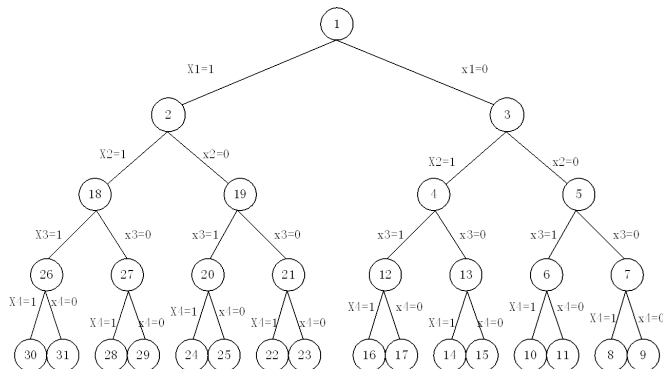 1
X1=1 x1=0
2 3
X2=1 x2=0 X2=1 x2=0
18 19 4 5
X3=1 x3=0 x3=1 x3=0 x3=1 x3=0 x3=1 x3=0
26 27 20 21 12 13 6 7
X4=1 x4=0 X4=1 x4=0 X4=1 x4=0 X4=1 x4=0 X4=1 x4=0 X4=1 x4=0 X4=1 x4=0 X4=1 x4=0
30 31 28 29 24 25 22 23 16 17 14 15 10 11 8 9